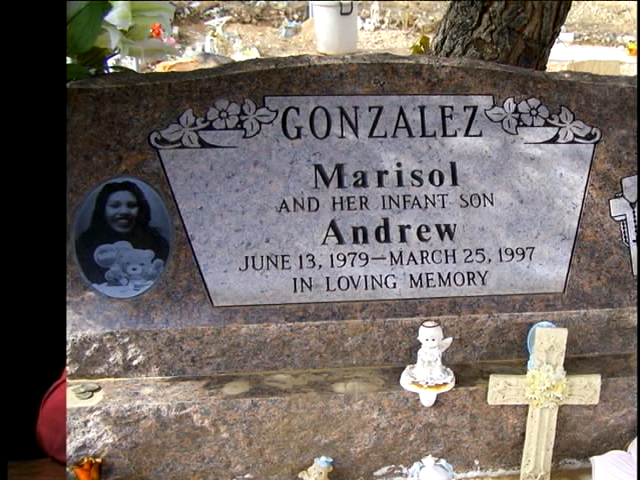 GONZALEZ
Marisol
AND HER INFANT SON
Andrew
JUNE 13, 1979—MARCH 25, 1997
IN LOVING MEMORY